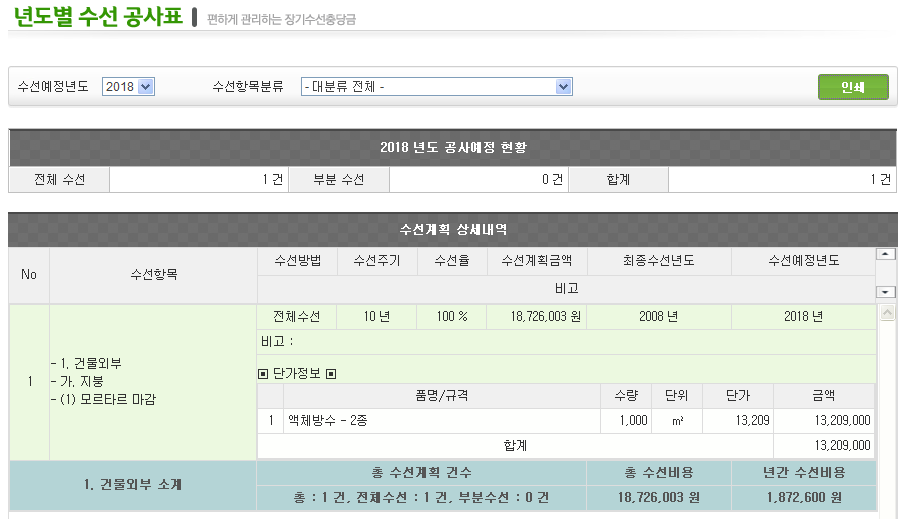 년도별 수선 공사표 편하게 관리하는 장기수선충당금
수선예정년도 2018 수선항목분류 - 대분류 전체 - 인쇄
2018 년도 공사예정 현황
전체 수선 1 건 부분 수선 0 건 합계 1 건
수선계획 상세내역
No 수선항목 수선방법 수선주기 수선율 수선계획금액 최종수선년도 수선예정년도
비고
1
- 1. 건물외부
- 가. 지붕
- (1) 모르타르 마감
전체수선 10 년 100 % 18,726,003 원 2008 년 2018 년
비고 :
▣ 단가정보 ▣
품명/규격 수량 단위 단가 금액
1 액체방수 - 2종 1,000 ㎡ 13,209 13,209,000
합계 13,209,000
1. 건물외부 소계
총 수선계획 건수 총 수선비용 년간 수선비용
총 : 1 건, 전체수선 : 1 건, 부분수선 : 0 건 18,726,003 원 1,872,600 원